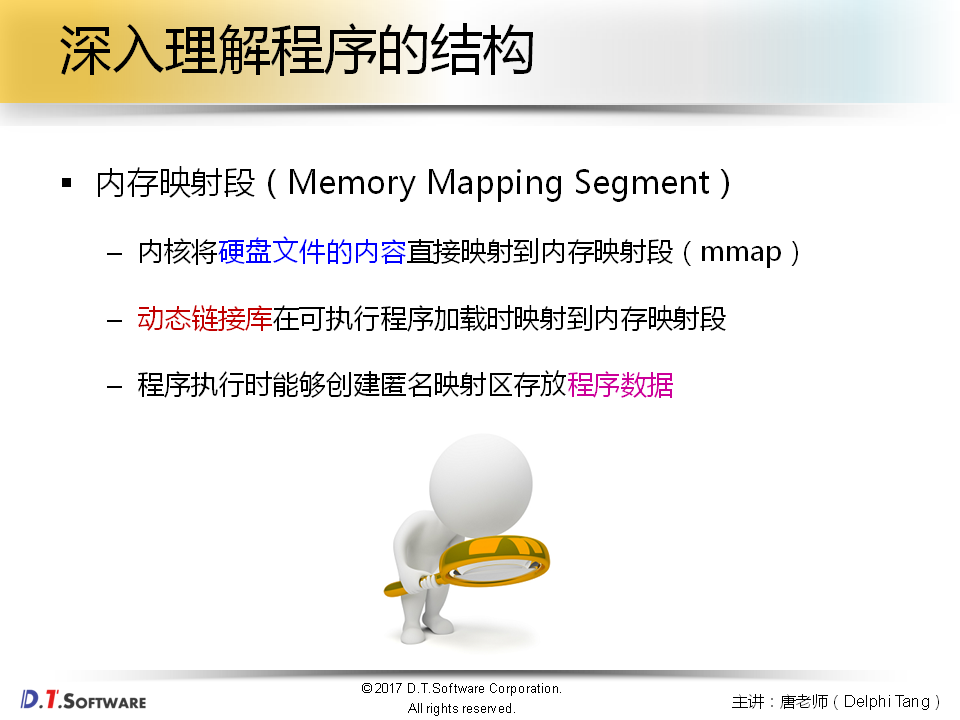 深入理解程序的结构
▪ 内存映射段（Memory Mapping Segment）
– 内核将硬盘文件的内容直接映射到内存映射段（mmap）
– 动态链接库在可执行程序加载时映射到内存映射段
– 程序执行时能够创建匿名映射区存放程序数据
D.T.SOFTWARE
©2017 D.T.Software Corporation.
All rights reserved.
主讲：唐老师（Delphi Tang）